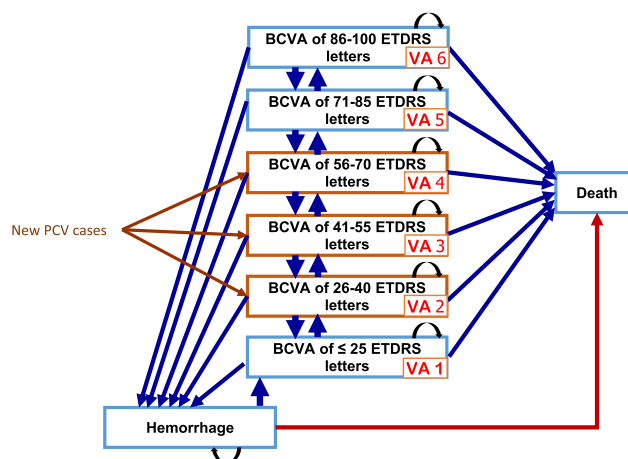 BCVA of 86-100 ETDRS
letters
VA 6
BCVA of 71-85 ETDRS
letters
VA 5
BCVA of 56-70 ETDRS
letters
VA 4
Death
New PCV cases
BCVA of 41-55 ETDRS
letters
VA 3
BCVA of 26-40 ETDRS
letters
VA 2
BCVA of ≤ 25 ETDRS
letters
VA 1
Hemorrhage